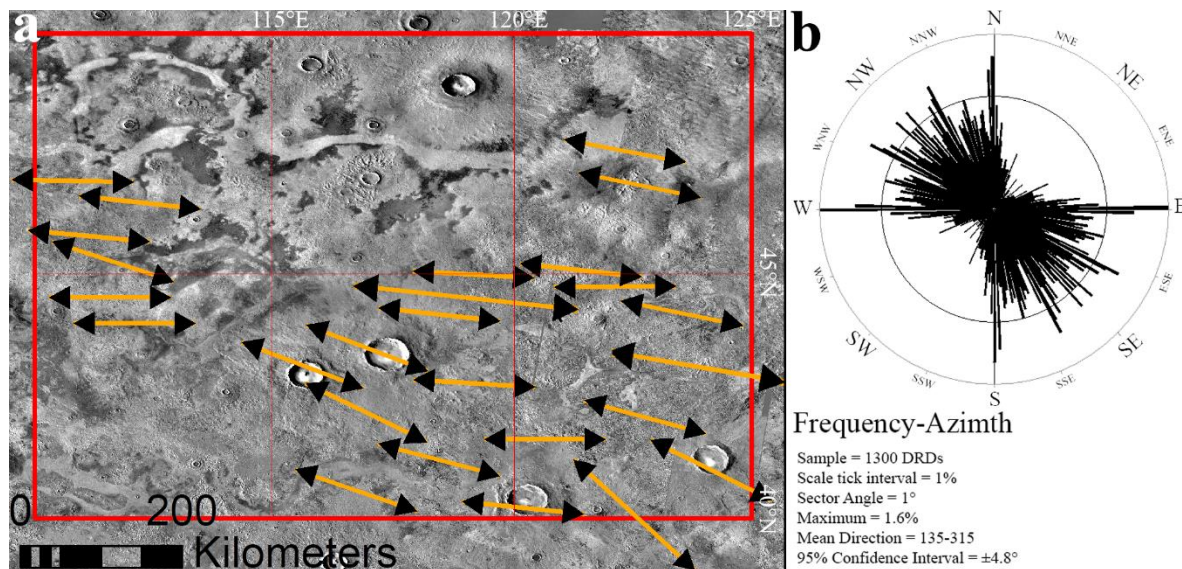 a
115°E
120°E
125°E
45°N
40°N
0
200
Kilometers
b
N
NNW
NNE
NW
NE
WNW
ENE
W
E
WSW
ESE
SW
SE
SSW
SSE
S
Frequency-Azimuth
Sample = 1300 DRDs
Scale tick interval = 1%
Sector Angle = 1°
Maximum = 1.6%
Mean Direction = 135-315
95% Confidence Interval = ±4.8°